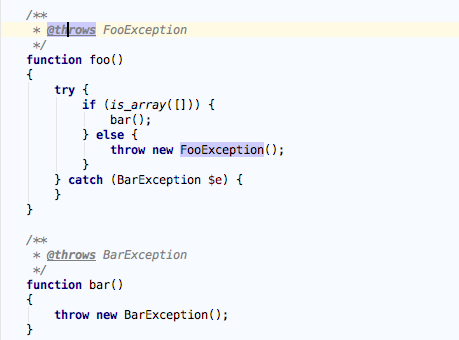 /**
 * @throws FooException
 */
function foo()
{
    try {
        if (is_array([])) {
            bar();
        } else {
            throw new FooException();
        }
    } catch (BarException $e) {
    }
}

/**
 * @throws BarException
 */
function bar()
{
    throw new BarException();
}